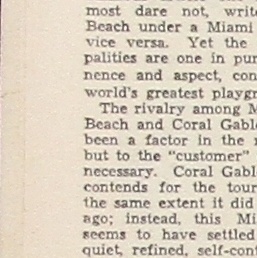 most dare not, write
Beach under a Miami
vice versa. Yet the
palities are one in pur
nence and aspect, con
world's greatest playgr
The rivalry among M
Beach and Coral Gabl
been a factor in the
but to the "customer"
necessary. Coral Gabl
contends for the tour
the same extent it did
ago; instead, this Mi
seems to have settled
quiet, refined, self-cont